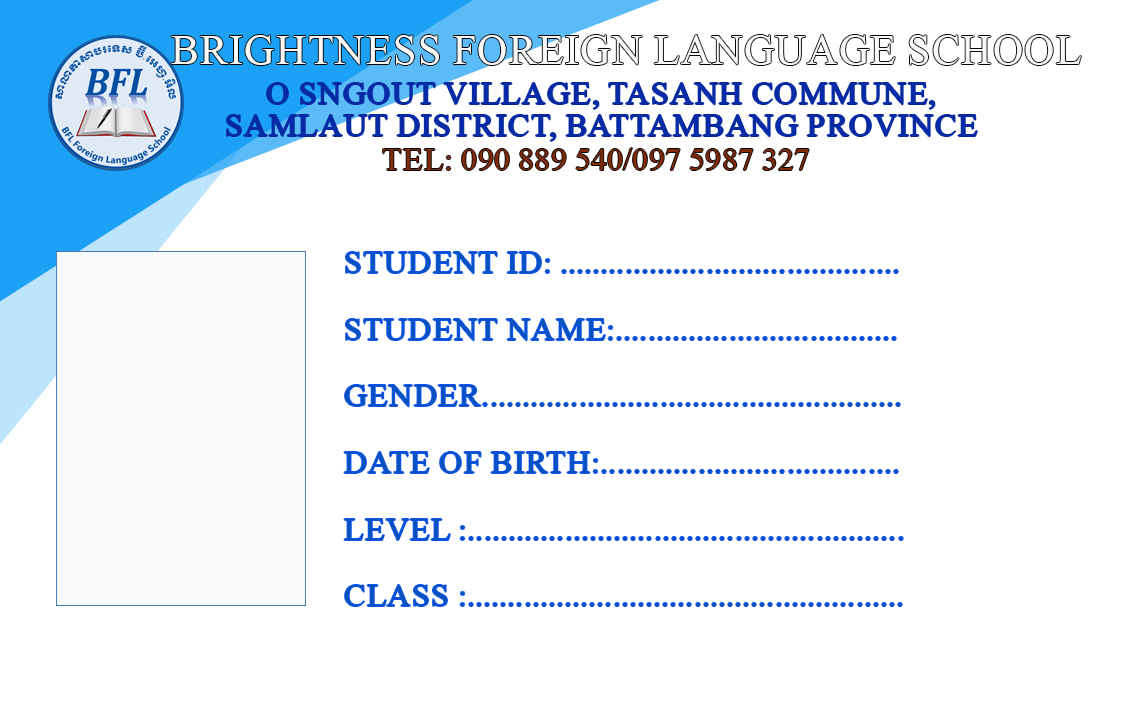 BRIGHTNESS FOREIGN LANGUAGE SCHOOL
O SNGOUT VILLAGE, TASANH COMMUNE,
SAMLAUT DISTRICT, BATTAMBANG PROVINCE
TEL: 090 889 540/097 5987 327
BFL
BFL Foreign Language School
STUDENT ID: ..........................................
STUDENT NAME:...................................
GENDER....................................................
DATE OF BIRTH:.....................................
LEVEL :......................................................
CLASS :......................................................